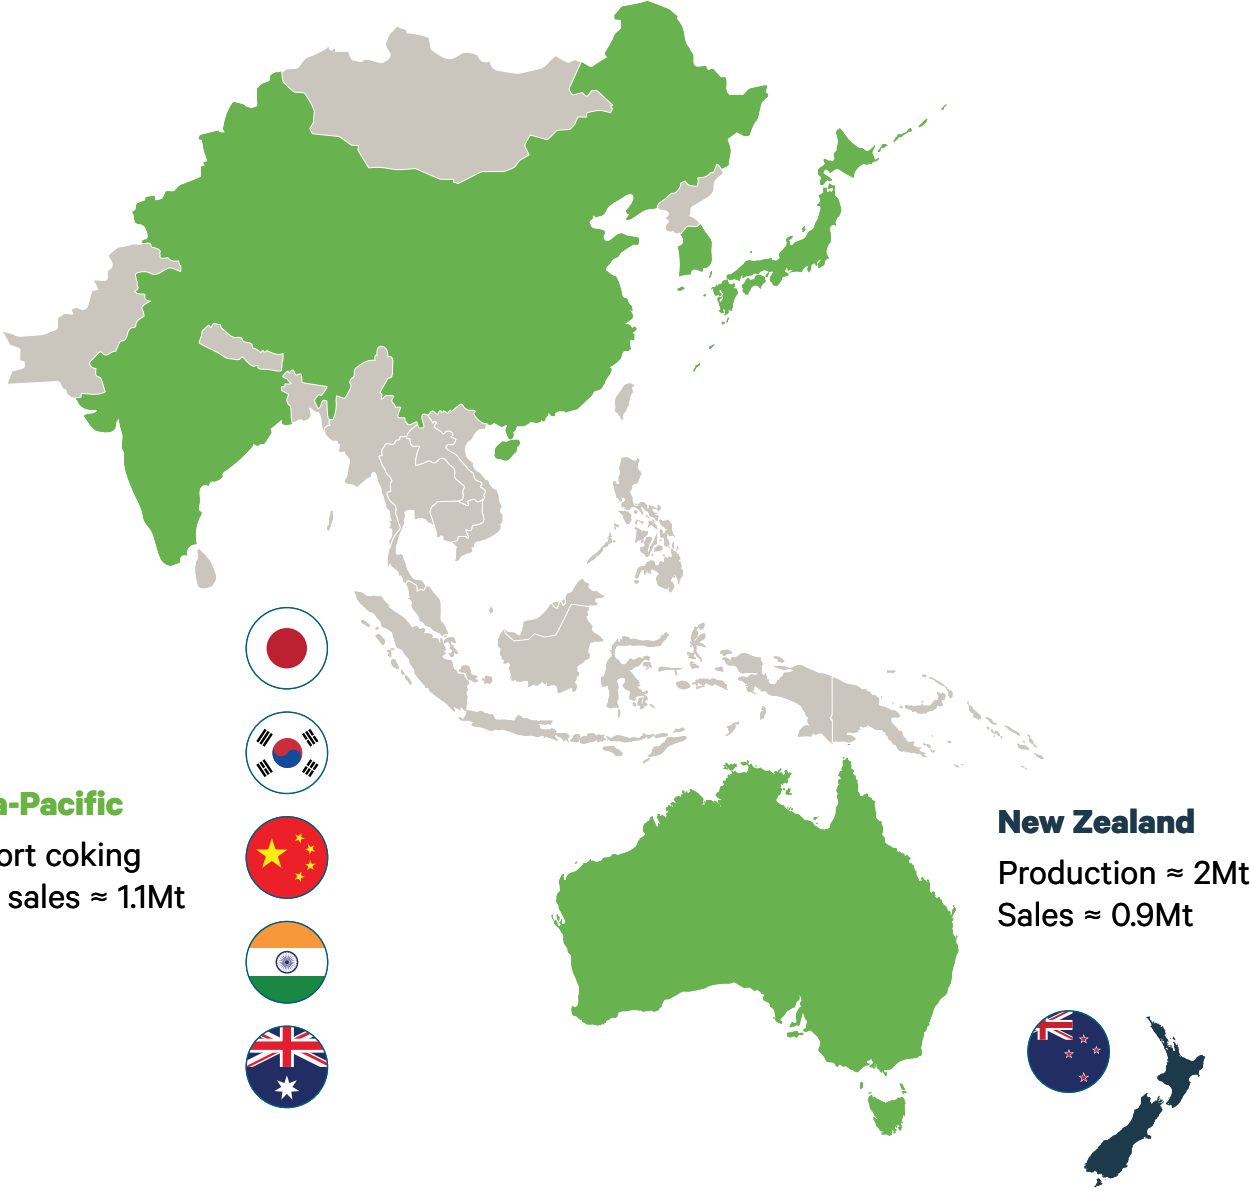 a-Pacific
ort coking
sales ≈ 1.1Mt
New Zealand
Production ≈ 2Mt
Sales ≈ 0.9Mt